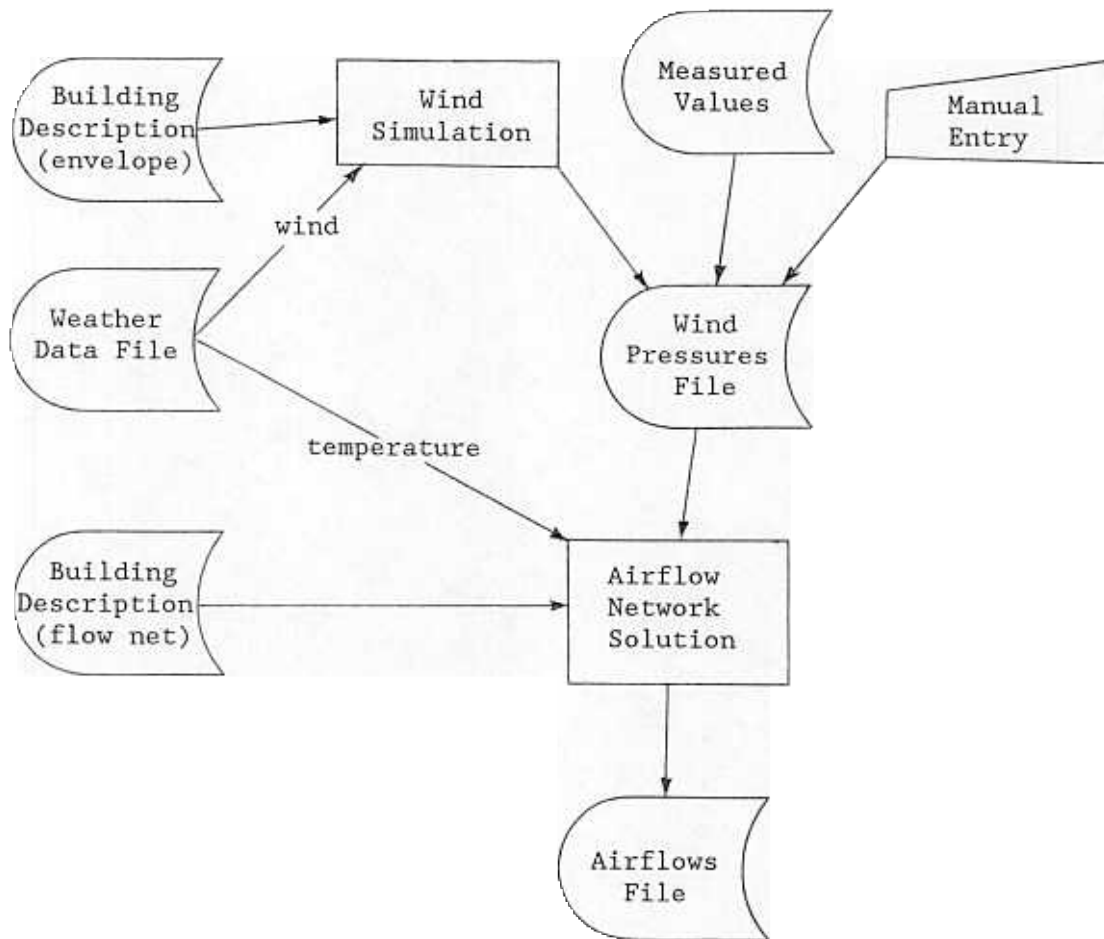 Building
Description
(envelope)
Wind
Simulation
Measured
Values
Manual
Entry
wind
Weather
Data File
Wind
Pressures
File
temperature
Building
Description
(flow net)
Airflow
Network
Solution
Airflows
File